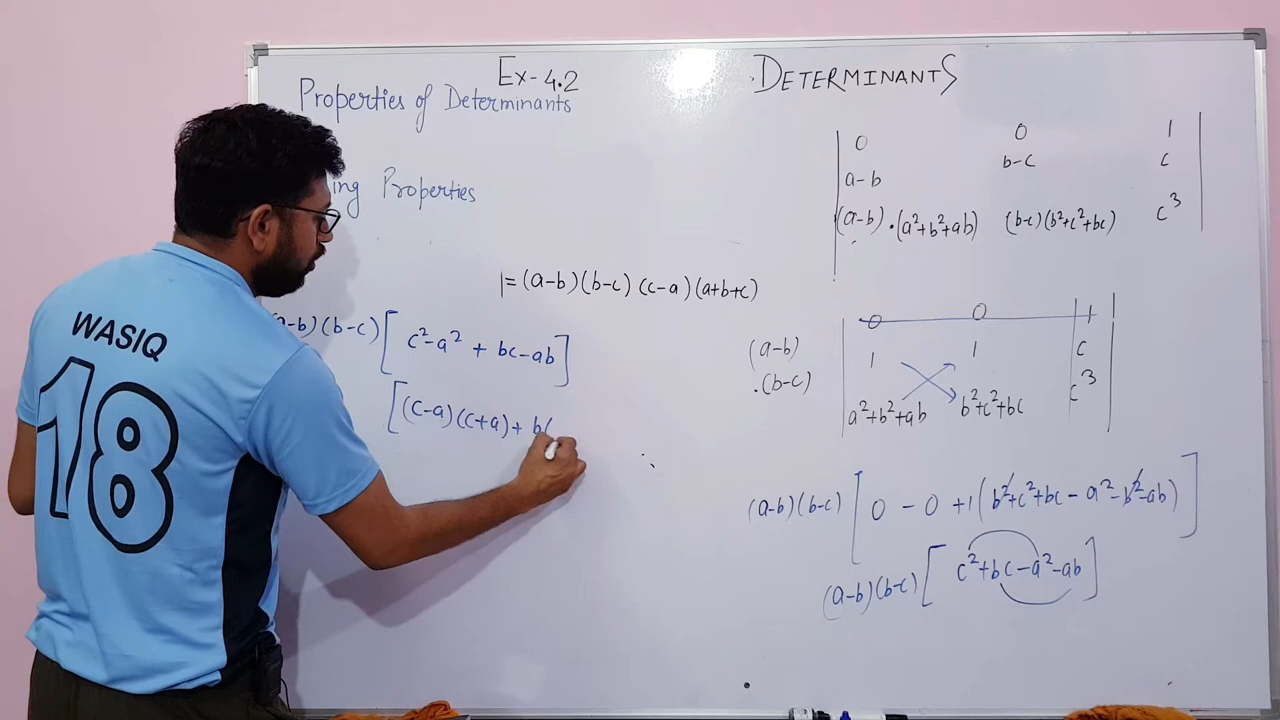 Ex-4.2
Properties of Determinants
ing Properties
|=(a-b)(b-c)(c-a)(a+b+c)
a-b)(b-c)[c²-a²+bc-ab]
[(c-a)(c+a)+b(
WASIQ
18
DETERMINANTS
0 0 1
a-b b-c c
(a-b)·(a²+b²+ab) (b-c)(b²+c²+bc) c³
0 0 1
(a-b) 1 1 c
.(b-c) a²+b²+ab b²+c²+bc c³
(a-b)(b-c)[0-0+1(b²+c²+bc-a²-b²-ab)]
(a-b)(b-c)[c²+bc-a²-ab]